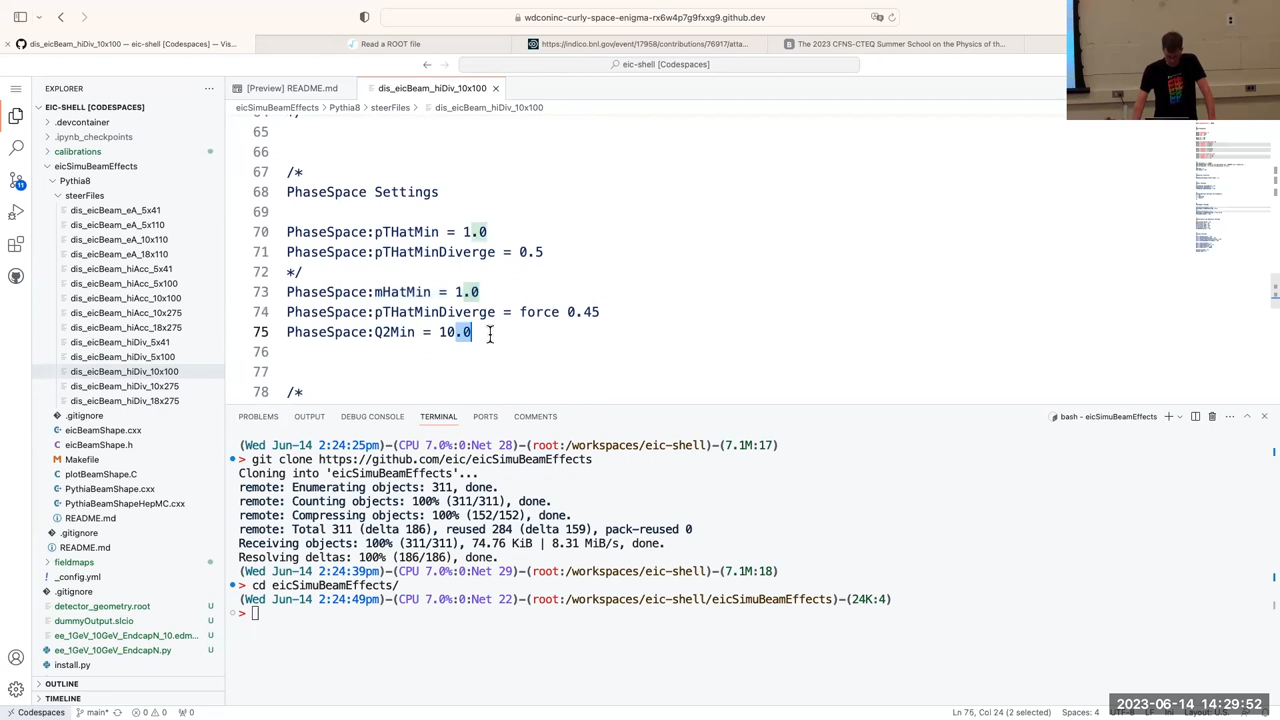 wdconinc-curly-space-enigma-rx6w4p7g9fxxg9.github.dev
dis_eicBeam_hiDiv_10x100 — eic-shell [Codespaces] — Visu...
Read a ROOT file
https://indico.bnl.gov/event/17958/contributions/76917/atta...
The 2023 CFNS-CTEQ Summer School on the Physics of th...
eic-shell [Codespaces]
EXPLORER
[Preview] README.md
dis_eicBeam_hiDiv_10x100
EIC-SHELL [CODESPACES]
eicSimuBeamEffects > Pythia8 > steerFiles > dis_eicBeam_hiDiv_10x100
.devcontainer
.ipynb_checkpoints
calibrations
eicSimuBeamEffects
Pythia8
steerFiles
dis_eicBeam_eA_5x41
dis_eicBeam_eA_5x110
dis_eicBeam_eA_10x110
dis_eicBeam_eA_18x110
dis_eicBeam_hiAcc_5x41
dis_eicBeam_hiAcc_5x100
dis_eicBeam_hiAcc_10x100
dis_eicBeam_hiAcc_10x275
dis_eicBeam_hiAcc_18x275
dis_eicBeam_hiDiv_5x41
dis_eicBeam_hiDiv_5x100
dis_eicBeam_hiDiv_10x100
dis_eicBeam_hiDiv_10x275
dis_eicBeam_hiDiv_18x275
.gitignore
eicBeamShape.cxx
eicBeamShape.h
Makefile
plotBeamShape.C
PythiaBeamShape.cxx
PythiaBeamShapeHepMC.cxx
README.md
.gitignore
README.md
fieldmaps
_config.yml
.gitignore
detector_geometry.root U
dummyOutput.slcio U
ee_1GeV_10GeV_EndcapN_10.edm... U
ee_1GeV_10GeV_EndcapN.py U
install.py
OUTLINE
TIMELINE
11
65
66
67 /*
68 PhaseSpace Settings
69
70 PhaseSpace:pTHatMin = 1.0
71 PhaseSpace:pTHatMinDiverge = 0.5
72 */
73 PhaseSpace:mHatMin = 1.0
74 PhaseSpace:pTHatMinDiverge = force 0.45
75 PhaseSpace:Q2Min = 10.0
76
77
78 /*
PROBLEMS OUTPUT DEBUG CONSOLE TERMINAL PORTS COMMENTS
bash - eicSimuBeamEffects
(Wed Jun-14 2:24:25pm)-(CPU 7.0%:0:Net 28)-(root:/workspaces/eic-shell)-(7.1M:17)
> git clone https://github.com/eic/eicSimuBeamEffects
Cloning into 'eicSimuBeamEffects'...
remote: Enumerating objects: 311, done.
remote: Counting objects: 100% (311/311), done.
remote: Compressing objects: 100% (152/152), done.
remote: Total 311 (delta 186), reused 284 (delta 159), pack-reused 0
Receiving objects: 100% (311/311), 74.76 KiB | 8.31 MiB/s, done.
Resolving deltas: 100% (186/186), done.
(Wed Jun-14 2:24:39pm)-(CPU 7.0%:0:Net 29)-(root:/workspaces/eic-shell)-(7.1M:18)
> cd eicSimuBeamEffects/
(Wed Jun-14 2:24:49pm)-(CPU 7.0%:0:Net 22)-(root:/workspaces/eic-shell/eicSimuBeamEffects)-(24K:4)
>
Codespaces main* 0 0 0
Ln 75, Col 24 (2 selected) Spaces: 4
2023-06-14 14:29:52